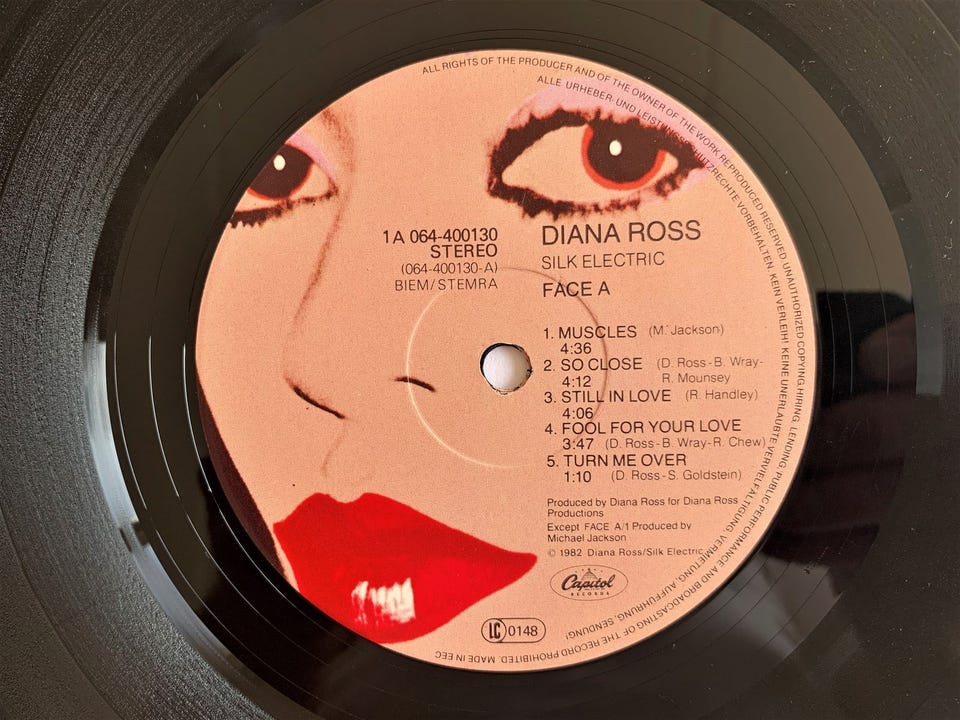 ALL RIGHTS OF THE PRODUCER AND OF THE OWNER OF THE WORK REPRODUCED RESERVED. UNAUTHORIZED COPYING, HIRING, LENDING, PUBLIC PERFORMANCE AND BROADCASTING OF THE RECORD PROHIBITED. MADE IN EEC
ALLE URHEBER- UND LEISTUNGSSCHUTZRECHTE VORBEHALTEN. KEIN VERLEIH! KEINE UNERLAUBTE VERVIELFÄLTIGUNG, VERMIETUNG, AUFFÜHRUNG, SENDUNG!
1A 064-400130
STEREO
(064-400130-A)
BIEM/STEMRA
DIANA ROSS
SILK ELECTRIC
FACE A
1. MUSCLES (M. Jackson)
4:36
2. SO CLOSE (D. Ross-B. Wray-
4:12 R. Mounsey
3. STILL IN LOVE (R. Handley)
4:06
4. FOOL FOR YOUR LOVE
3:47 (D. Ross-B. Wray-R. Chew)
5. TURN ME OVER
1:10 (D. Ross-S. Goldstein)
Produced by Diana Ross for Diana Ross
Productions
Except FACE A/1 Produced by
Michael Jackson
© 1982 Diana Ross/Silk Electric
Capitol
RECORDS
LC 0148